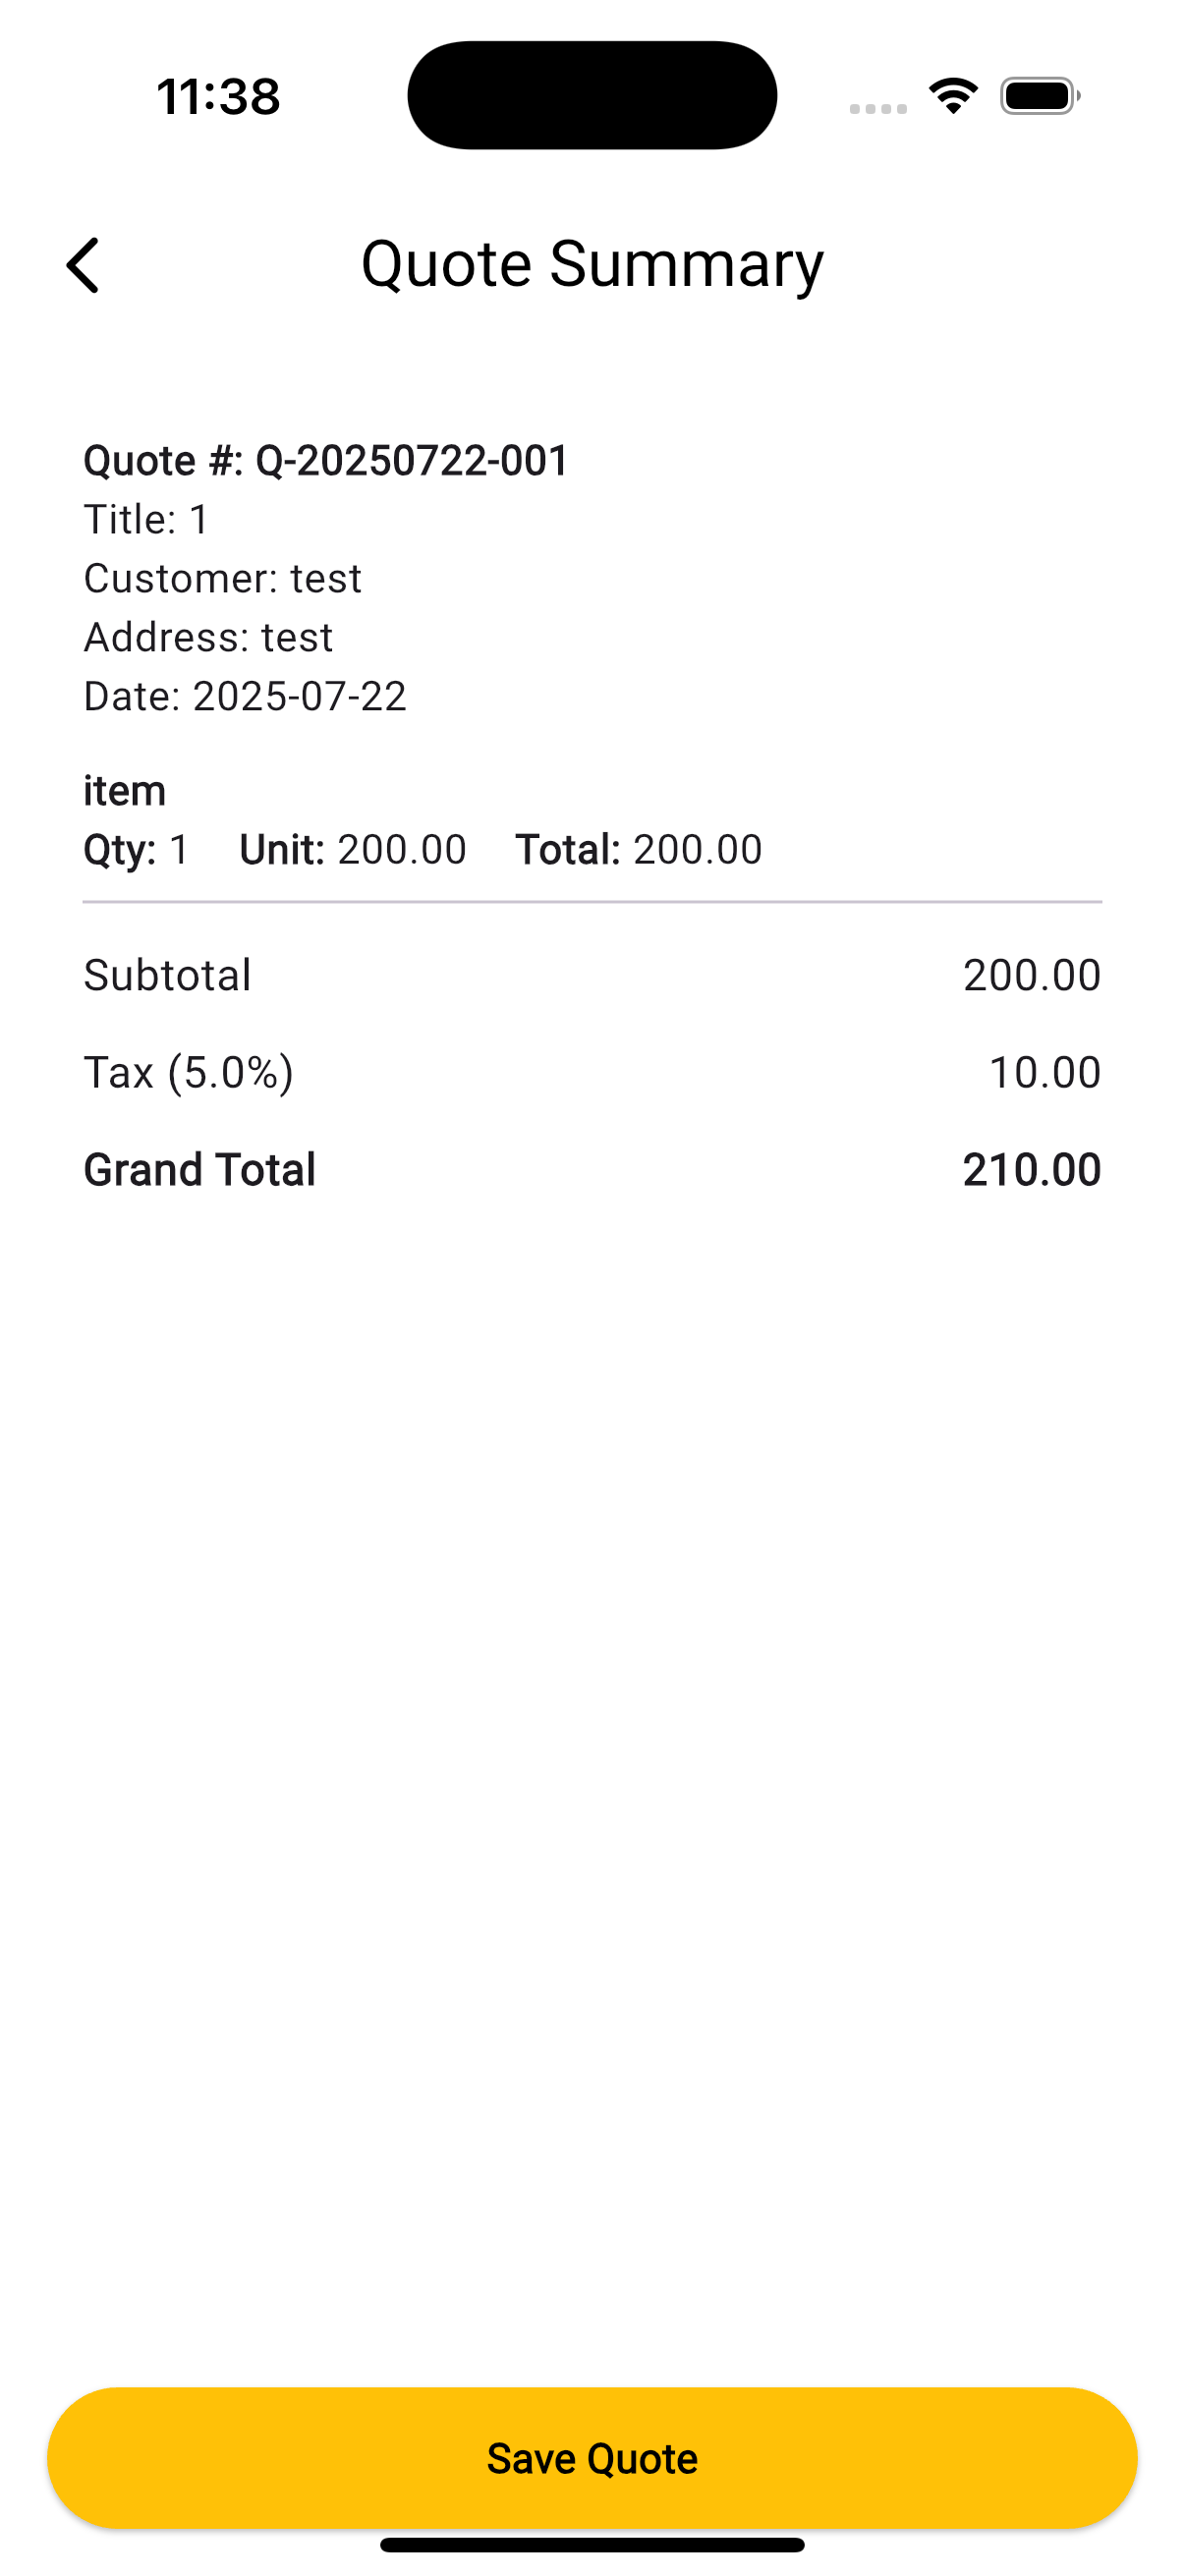 11:38
Quote Summary
Quote #: Q-20250722-001
Title: 1
Customer: test
Address: test
Date: 2025-07-22
item
Qty: 1 Unit: 200.00 Total: 200.00
Subtotal 200.00
Tax (5.0%) 10.00
Grand Total 210.00
Save Quote